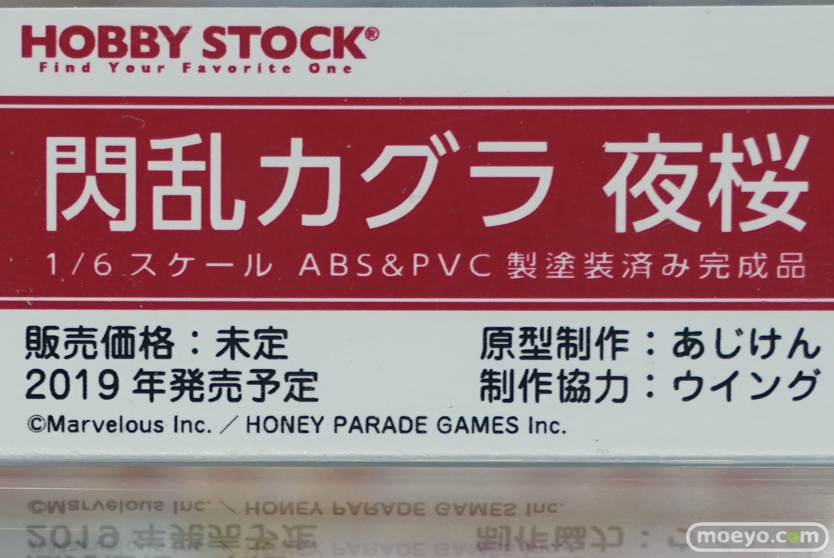 HOBBY STOCK®
Find Your Favorite One
閃乱カグラ 夜桜
1/6 スケール ABS&PVC 製塗装済み完成品
販売価格：未定
2019 年発売予定
原型制作：あじけん
制作協力：ウイング
©Marvelous Inc.／HONEY PARADE GAMES Inc.
moeyo.com